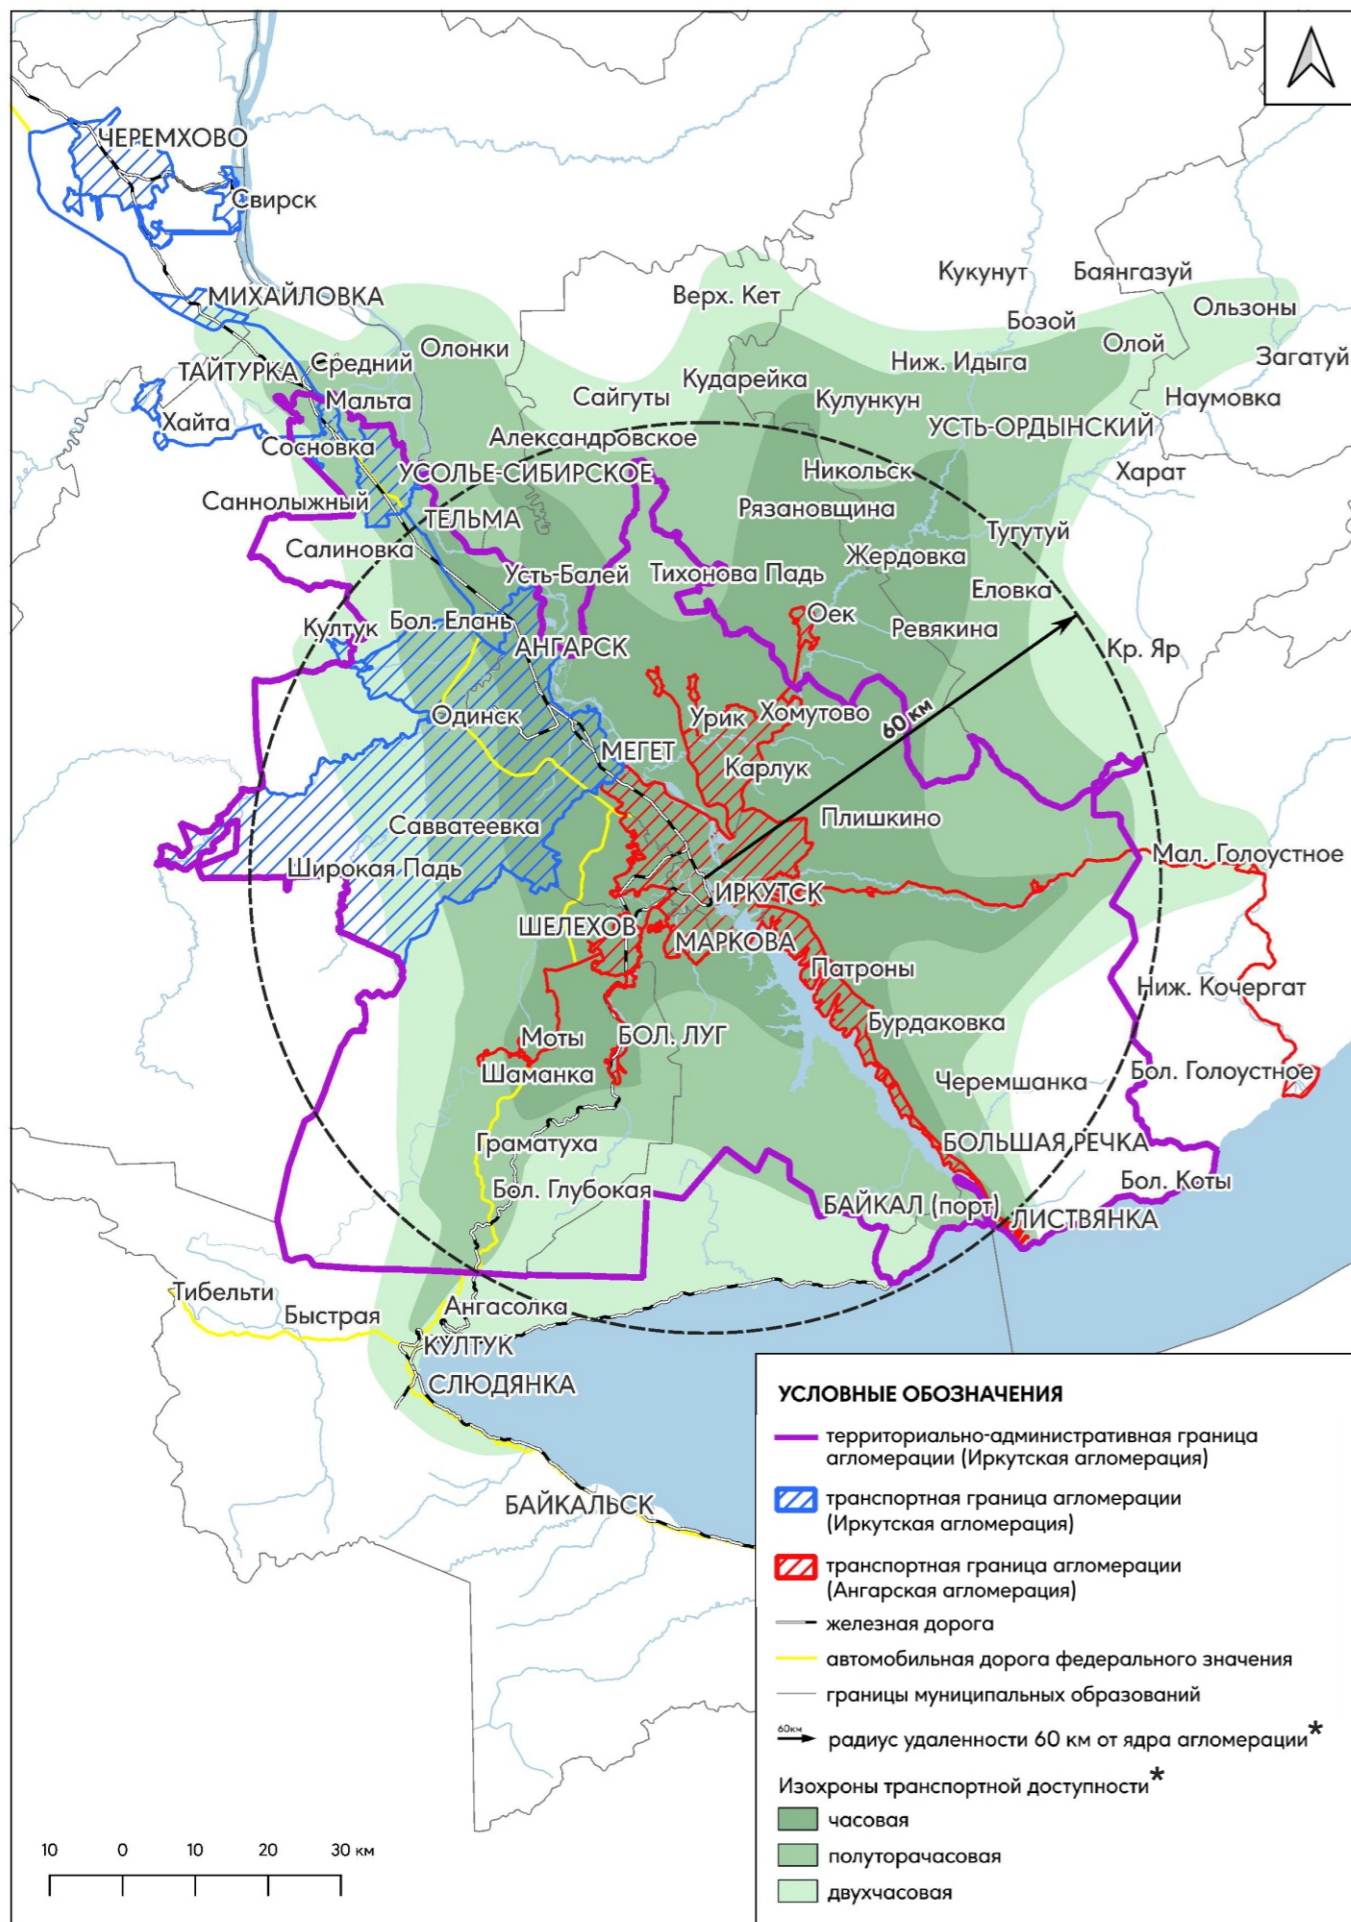 ЧЕРЕМХОВО
Свирск
Кукунут
Баянгазуй
МИХАЙЛОВКА
Верх. Кет
Ользоны
Бозой
Олонки
Олой
Средний
Ниж. Идыга
Загатуй
ТАЙТУРКА
Кударейка
Мальта
Сайгуты
Кулункун
Наумовка
Хайта
УСТЬ-ОРДЫНСКИЙ
Сосновка
Александровское
УСОЛЬЕ-СИБИРСКОЕ
Никольск
Харат
Саннолыжный
Рязановщина
ТЕЛЬМА
Тугутуй
Салиновка
Жердовка
Усть-Балей
Тихонова Падь
Еловка
Оек
Култук
Бол. Елань
Ревякина
АНГАРСК
Кр. Яр
Одинск
Урик
Хомутово
60 км
МЕГЕТ
Карлук
Плишкино
Савватеевка
Мал. Голоустное
Широкая Падь
ИРКУТСК
ШЕЛЕХОВ
МАРКОВА
Патроны
Ниж. Кочергат
Бурдаковка
Моты
БОЛ. ЛУГ
Шаманка
Черемшанка
Бол. Голоустное
Граматуха
БОЛЬШАЯ РЕЧКА
Бол. Глубокая
Бол. Коты
БАЙКАЛ (порт)
ЛИСТВЯНКА
Тибельти
Быстрая
Ангасолка
КУЛТУК
СЛЮДЯНКА
БАЙКАЛЬСК
УСЛОВНЫЕ ОБОЗНАЧЕНИЯ
территориально-административная граница
агломерации (Иркутская агломерация)
транспортная граница агломерации
(Иркутская агломерация)
транспортная граница агломерации
(Ангарская агломерация)
железная дорога
автомобильная дорога федерального значения
границы муниципальных образований
60км
радиус удаленности 60 км от ядра агломерации*
Изохроны транспортной доступности*
часовая
полуторачасовая
двухчасовая
10 0 10 20 30 км